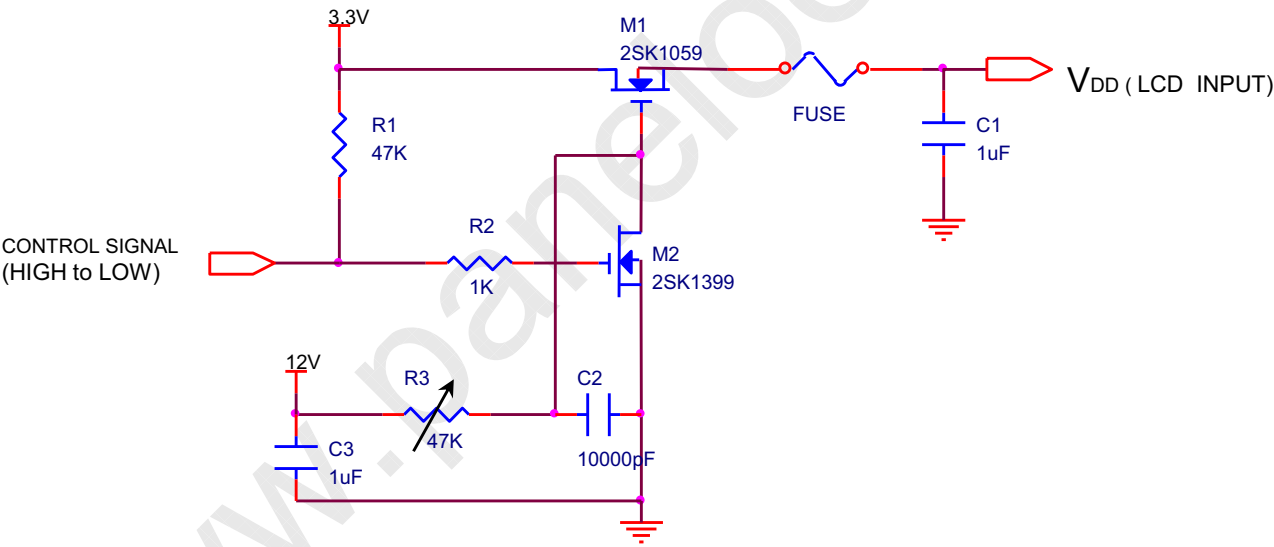 3.3V
M1
2SK1059
VDD ( LCD INPUT)
FUSE
R1
47K
C1
1uF
R2
1K
CONTROL SIGNAL
(HIGH to LOW)
M2
2SK1399
12V
R3
47K
C2
10000pF
C3
1uF